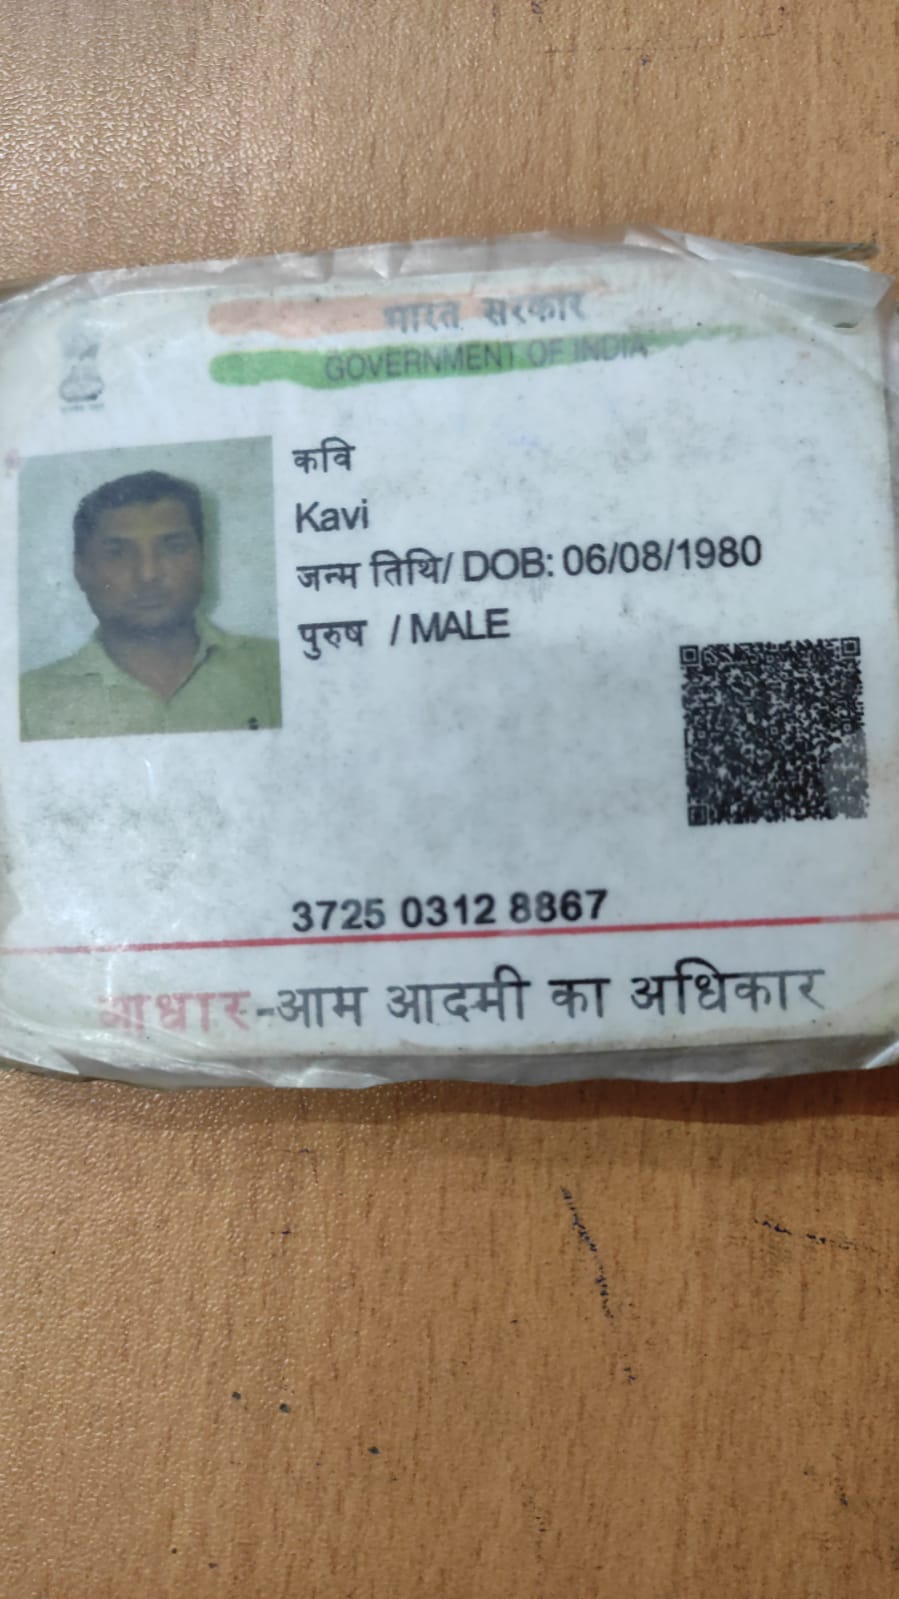 भारत सरकार
GOVERNMENT OF INDIA
कवि
Kavi
जन्म तिथि/ DOB: 06/08/1980
पुरुष / MALE
3725 0312 8867
आधार-आम आदमी का अधिकार